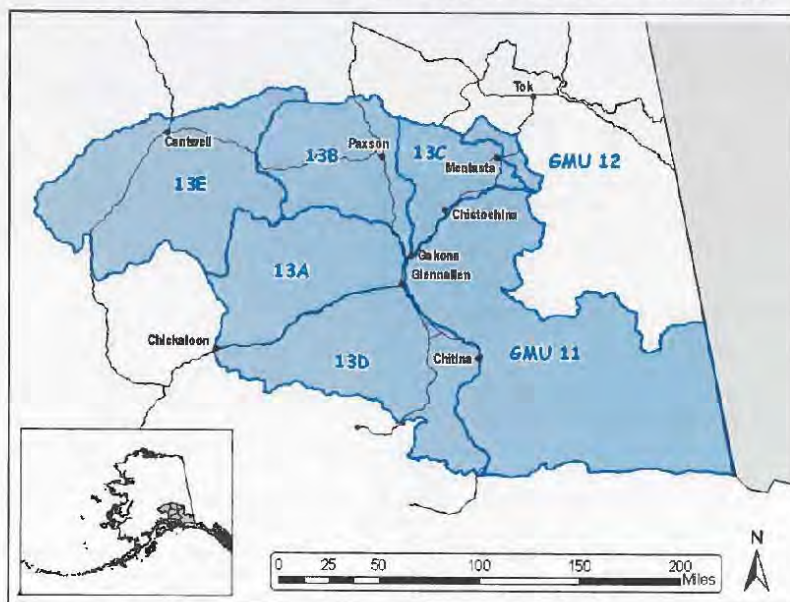 Tok
Cantwell
Paxson
13B
13C
Mentasta
GMU 12
13E
Chistochina
Gakona
13A
Glennallen
Chickaloon
Chitina
GMU 11
13D
N
0 25 50 100 150 200
Miles